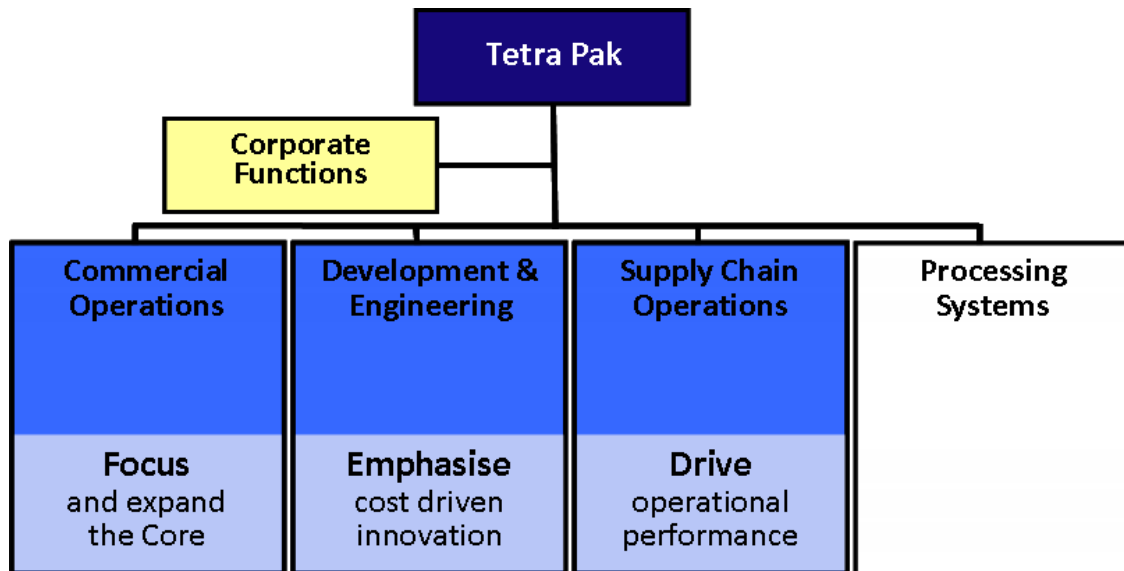 Tetra Pak
Corporate
Functions
Commercial
Operations
Development &
Engineering
Supply Chain
Operations
Processing
Systems
Focus
and expand
the Core
Emphasise
cost driven
innovation
Drive
operational
performance